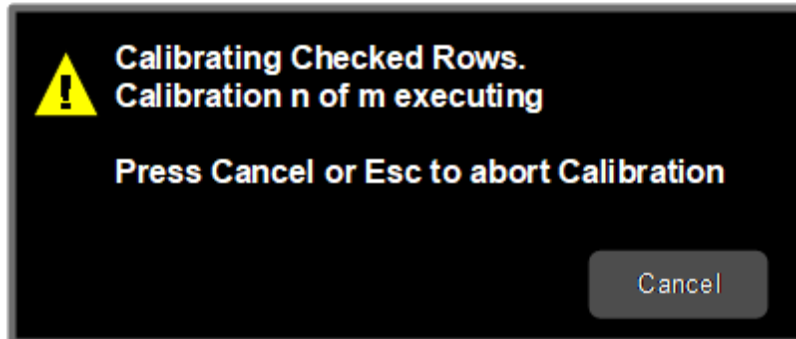 Calibrating Checked Rows.
Calibration n of m executing
Press Cancel or Esc to abort Calibration
Cancel